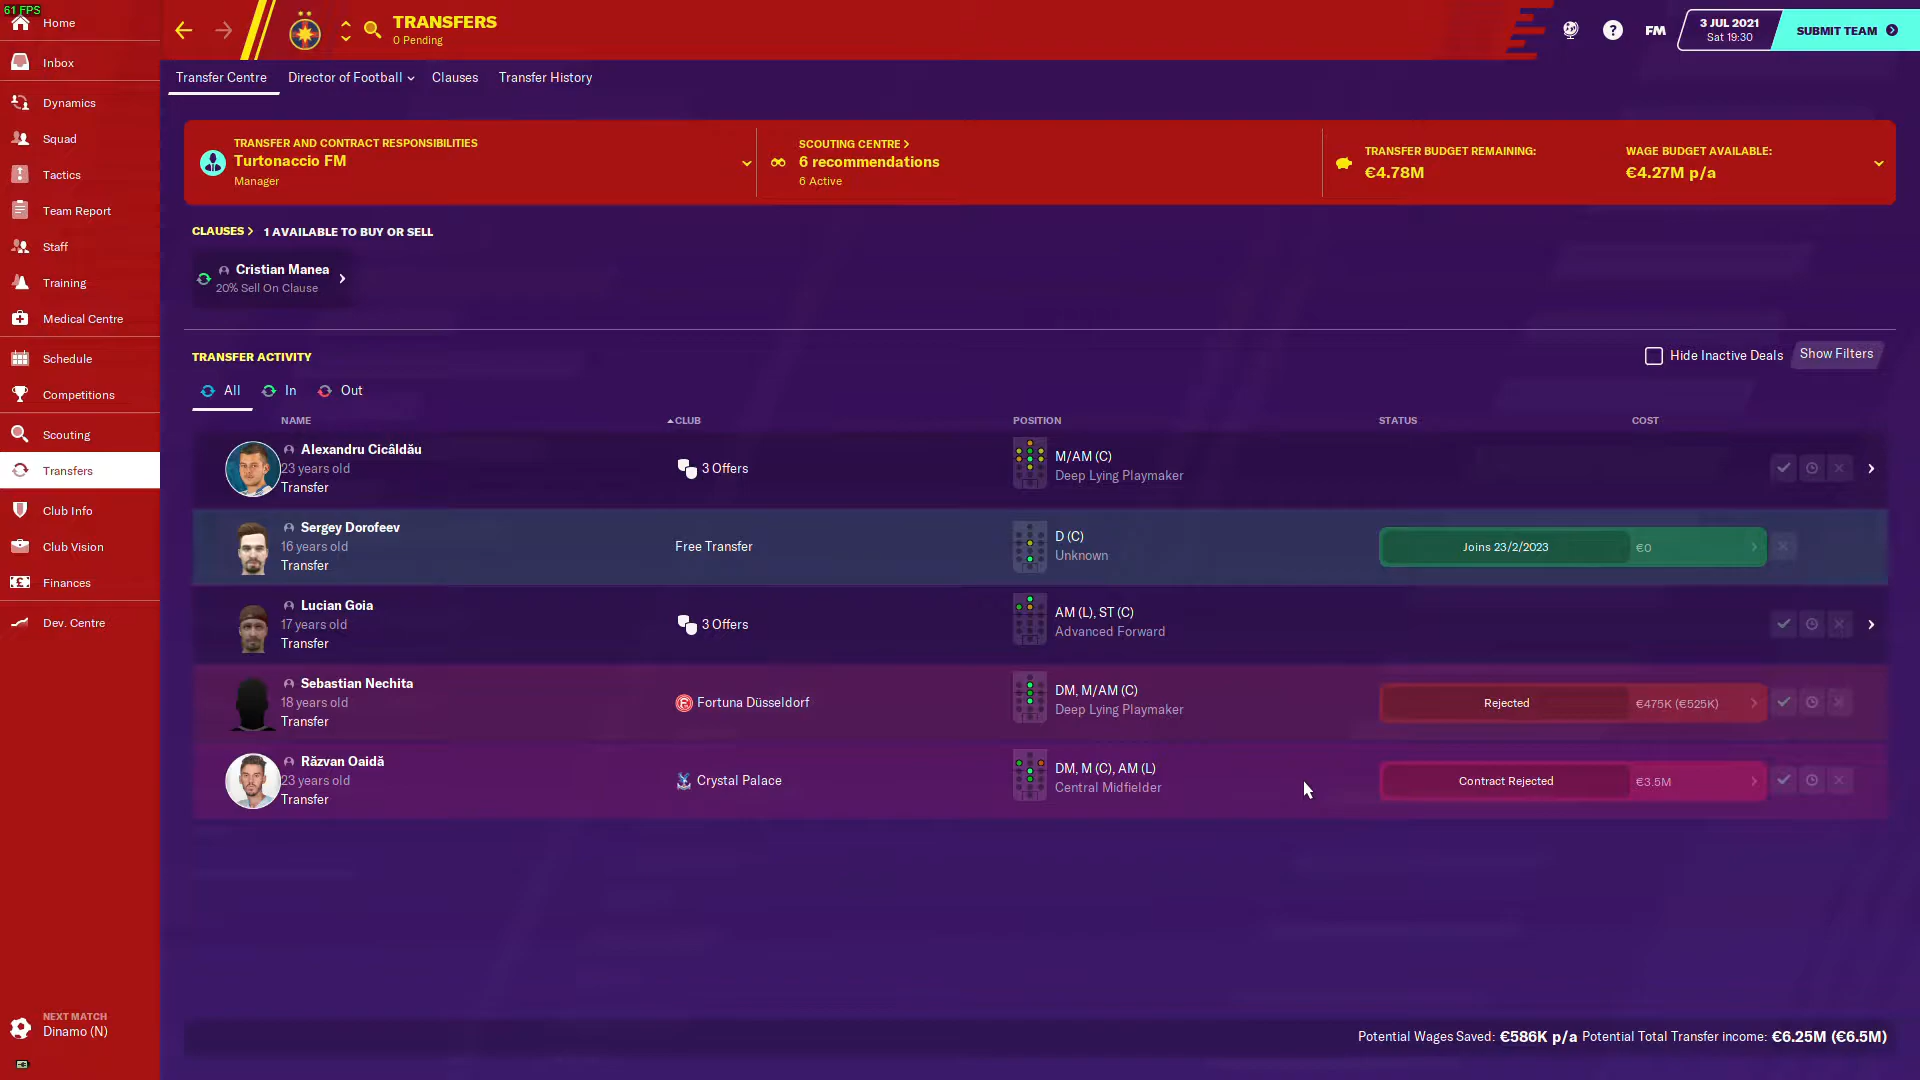 61 FPS
Home
Inbox
Dynamics
Squad
Tactics
Team Report
Staff
Training
Medical Centre
Schedule
Competitions
Scouting
Transfers
Club Info
Club Vision
Finances
Dev. Centre
NEXT MATCH
Dinamo (N)
TRANSFERS
0 Pending
FM
3 JUL 2021
Sat 19:30
SUBMIT TEAM
Transfer Centre
Director of Football
Clauses
Transfer History
TRANSFER AND CONTRACT RESPONSIBILITIES
Turtonaccio FM
Manager
SCOUTING CENTRE >
6 recommendations
6 Active
TRANSFER BUDGET REMAINING:
€4.78M
WAGE BUDGET AVAILABLE:
€4.27M p/a
CLAUSES > 1 AVAILABLE TO BUY OR SELL
Cristian Manea
20% Sell On Clause
TRANSFER ACTIVITY
Hide Inactive Deals
Show Filters
All In Out
NAME CLUB POSITION STATUS COST
Alexandru Cicâldău
23 years old
Transfer
3 Offers
M/AM (C)
Deep Lying Playmaker
Sergey Dorofeev
16 years old
Transfer
Free Transfer
D (C)
Unknown
Joins 23/2/2023 €0
Lucian Goia
17 years old
Transfer
3 Offers
AM (L), ST (C)
Advanced Forward
Sebastian Nechita
18 years old
Transfer
Fortuna Düsseldorf
DM, M/AM (C)
Deep Lying Playmaker
Rejected €475K (€525K)
Răzvan Oaidă
23 years old
Transfer
Crystal Palace
DM, M (C), AM (L)
Central Midfielder
Contract Rejected €3.5M
Potential Wages Saved: €586K p/a Potential Total Transfer income: €6.25M (€6.5M)